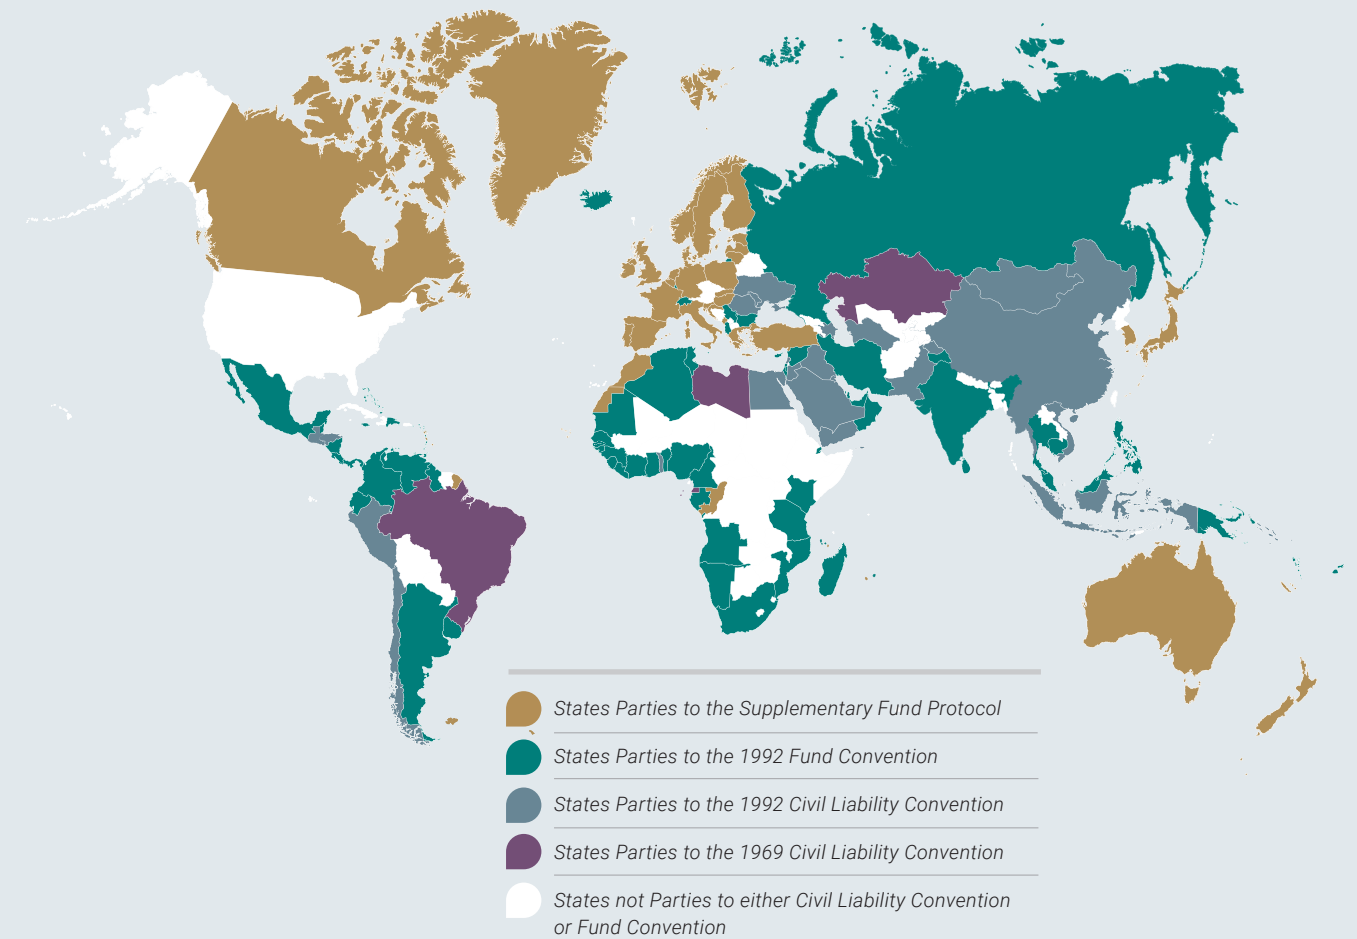 States Parties to the Supplementary Fund Protocol
States Parties to the 1992 Fund Convention
States Parties to the 1992 Civil Liability Convention
States Parties to the 1969 Civil Liability Convention
States not Parties to either Civil Liability Convention
or Fund Convention